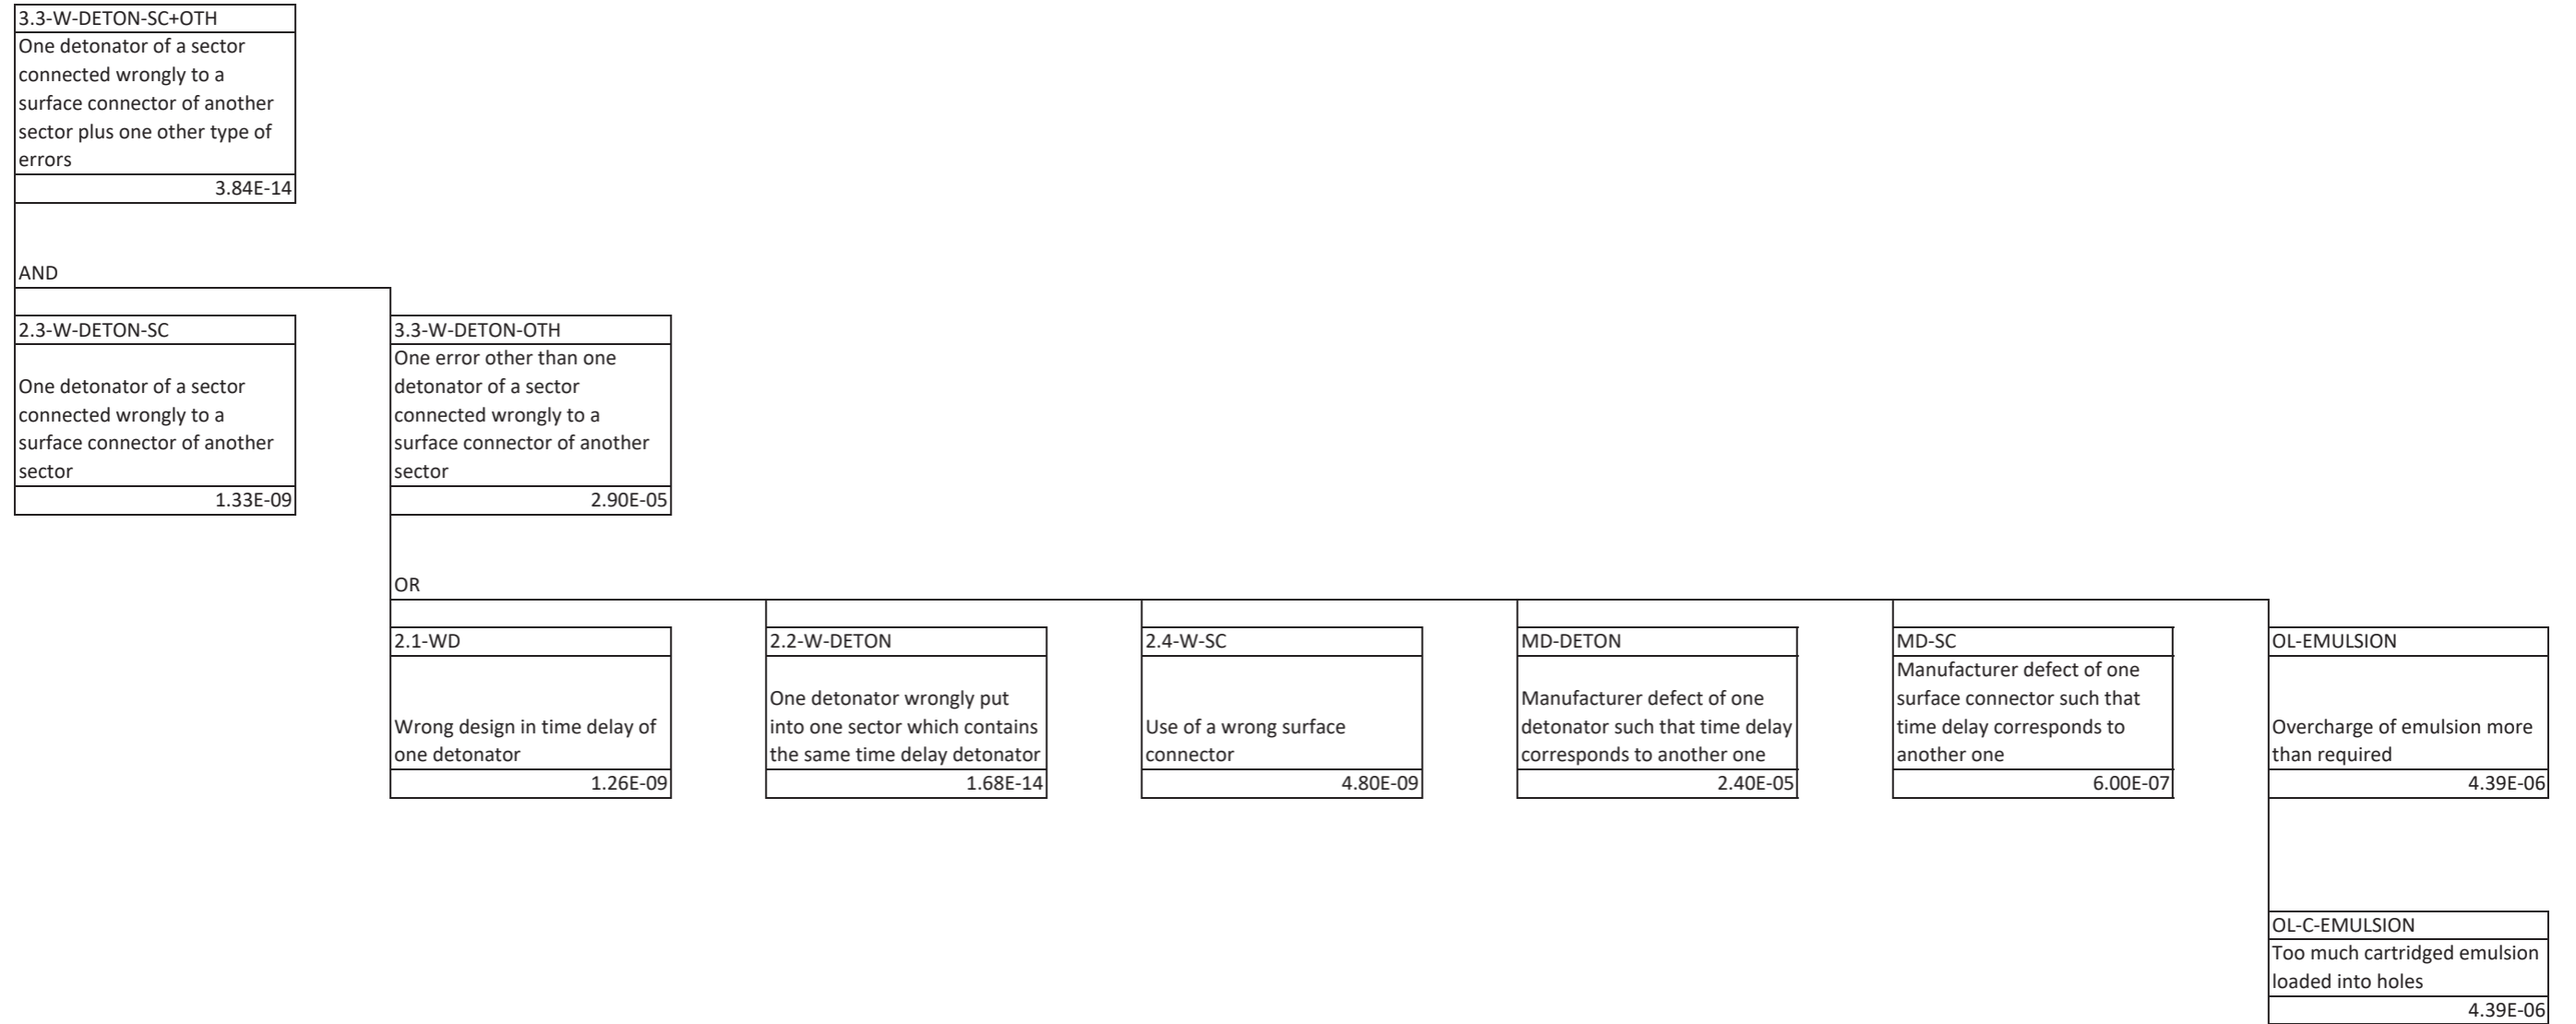 3.3-W-DETON-SC+OTH
One detonator of a sector
connected wrongly to a
surface connector of another
sector plus one other type of
errors
3.84E-14
AND
2.3-W-DETON-SC
One detonator of a sector
connected wrongly to a
surface connector of another
sector
1.33E-09
3.3-W-DETON-OTH
One error other than one
detonator of a sector
connected wrongly to a
surface connector of another
sector
2.90E-05
OR
2.1-WD
Wrong design in time delay of
one detonator
1.26E-09
2.2-W-DETON
One detonator wrongly put
into one sector which contains
the same time delay detonator
1.68E-14
2.4-W-SC
Use of a wrong surface
connector
4.80E-09
MD-DETON
Manufacturer defect of one
detonator such that time delay
corresponds to another one
2.40E-05
MD-SC
Manufacturer defect of one
surface connector such that
time delay corresponds to
another one
6.00E-07
OL-EMULSION
Overcharge of emulsion more
than required
4.39E-06
OL-C-EMULSION
Too much cartridged emulsion
loaded into holes
4.39E-06